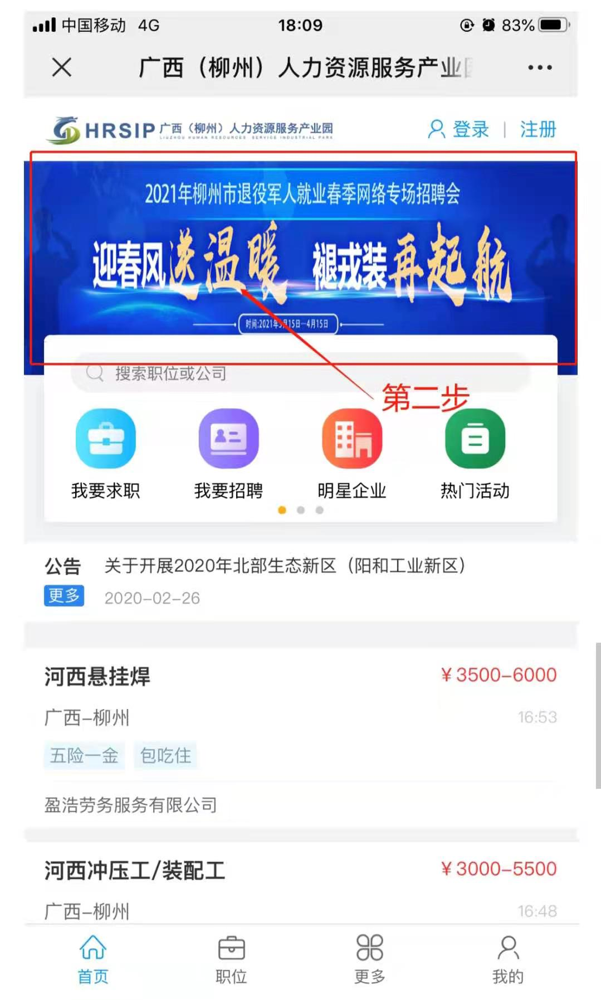 中国移动 4G 18:09 83%
广西（柳州）人力资源服务产业园
HRSIP 广西（柳州）人力资源服务产业园
LIUZHOU HUMAN RESOURCES SERVICE INDUSTRIAL PARK
登录 | 注册
2021年柳州市退役军人就业春季网络专场招聘会
迎春风送温暖 褪戎装再起航
时间:2021年3月15日—4月15日
搜索职位或公司
第二步
我要求职 我要招聘 明星企业 热门活动
公告 关于开展2020年北部生态新区（阳和工业新区）
更多 2020-02-26
河西悬挂焊 ¥3500-6000
广西-柳州 16:53
五险一金 包吃住
盈浩劳务服务有限公司
河西冲压工/装配工 ¥3000-5500
广西-柳州 16:48
首页 职位 更多 我的